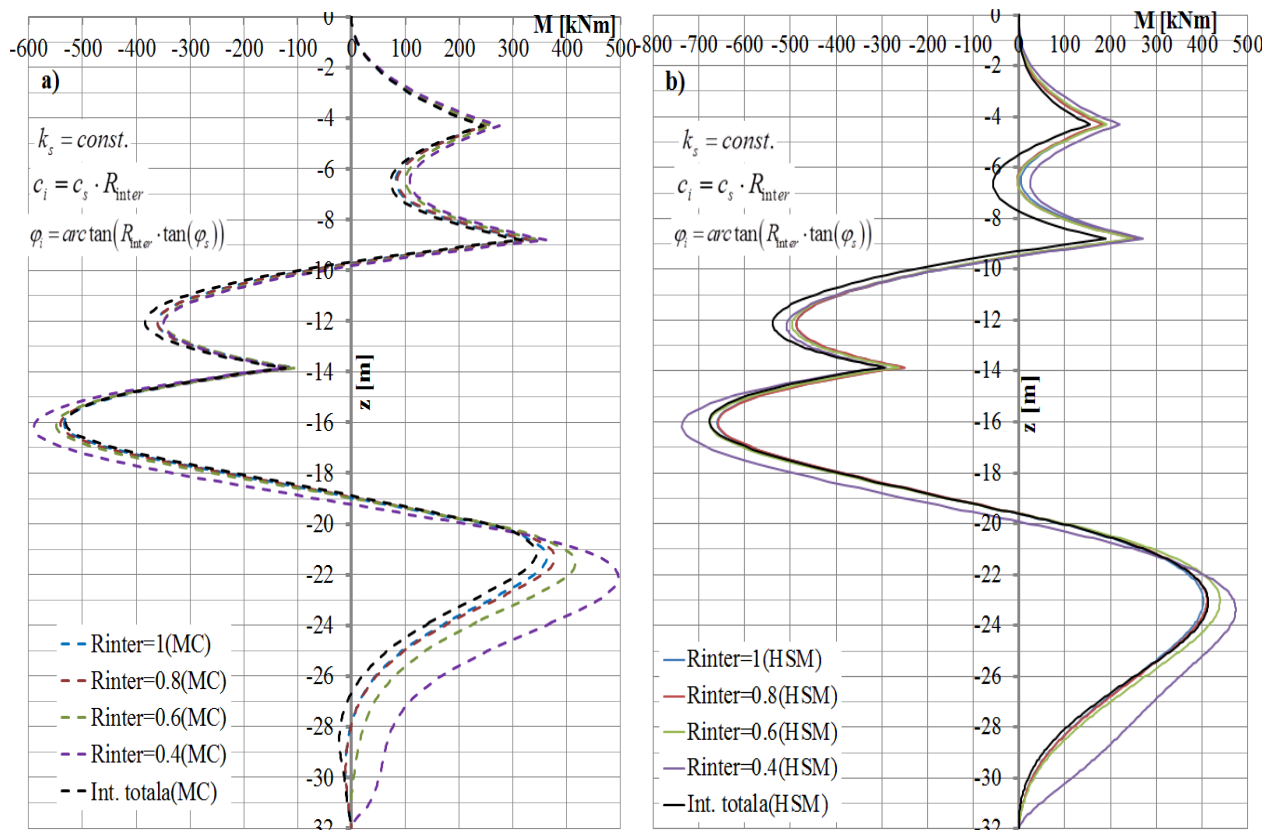 M [kNm]
-600 -500 -400 -300 -200 -100 0 100 200 300 400 500
a)
0
-2
-4
-6
-8
-10
-12
-14
-16
-18
-20
-22
-24
-26
-28
-30
-32
z [m]
k_s = const.
c_i = c_s · R_inter
φ_i = arc tan(R_inter · tan(φ_s))
Rinter=1(MC)
Rinter=0.8(MC)
Rinter=0.6(MC)
Rinter=0.4(MC)
Int. totala(MC)
M [kNm]
-800 -700 -600 -500 -400 -300 -200 -100 0 100 200 300 400 500
b)
0
-2
-4
-6
-8
-10
-12
-14
-16
-18
-20
-22
-24
-26
-28
-30
-32
z [m]
k_s = const.
c_i = c_s · R_inter
φ_i = arc tan(R_inter · tan(φ_s))
Rinter=1(HSM)
Rinter=0.8(HSM)
Rinter=0.6(HSM)
Rinter=0.4(HSM)
Int. totala(HSM)